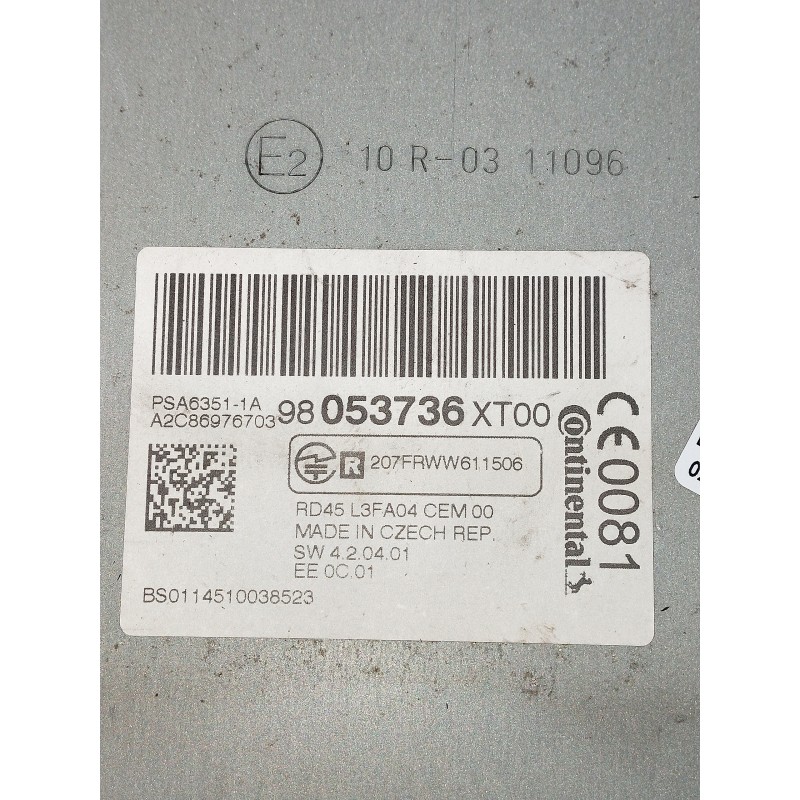 E2 10 R-03 11096
PSA6351-1A
A2C86976703
98 053736 XT00
R 207FRWW611506
RD45 L3FA04 CEM 00
MADE IN CZECH REP.
SW 4.2.04.01
EE 0C.01
BS0114510038523
Continental
CE0081